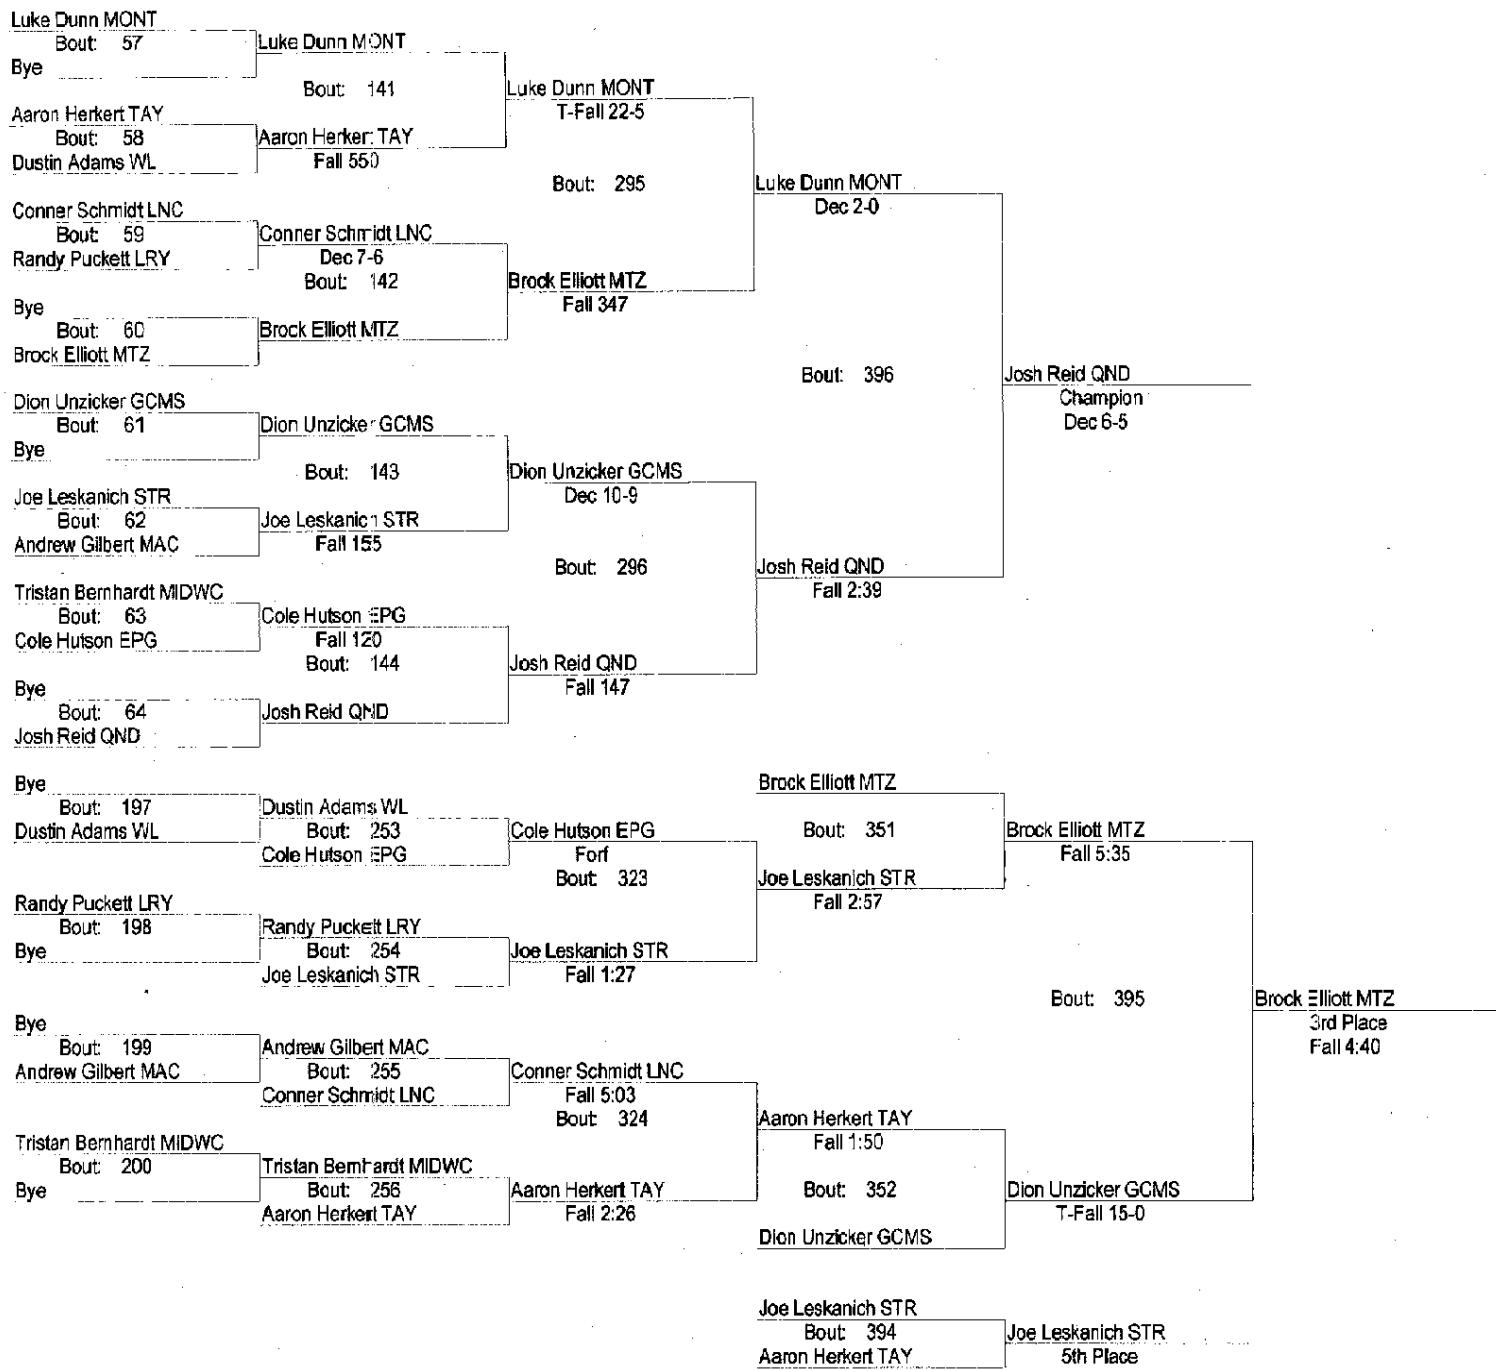 Luke Dunn MONT
Bout: 57
Bye
Luke Dunn MONT
Bout: 141
Aaron Herkert TAY
Bout: 58
Dustin Adams WL
Aaron Herkert TAY
Fall 550
Luke Dunn MONT
T-Fall 22-5
Bout: 295
Conner Schmidt LNC
Bout: 59
Randy Puckett LRY
Conner Schmidt LNC
Dec 7-6
Bout: 142
Bye
Bout: 60
Brock Elliott MTZ
Brock Elliott MTZ
Brock Elliott MTZ
Fall 347
Luke Dunn MONT
Dec 2-0
Bout: 396
Dion Unzicker GCMS
Bout: 61
Bye
Dion Unzicker GCMS
Bout: 143
Joe Leskanich STR
Bout: 62
Andrew Gilbert MAC
Joe Leskanich STR
Fall 155
Dion Unzicker GCMS
Dec 10-9
Bout: 296
Tristan Bernhardt MIDWC
Bout: 63
Cole Hutson EPG
Cole Hutson EPG
Fall 120
Bout: 144
Bye
Bout: 64
Josh Reid QND
Josh Reid QND
Josh Reid QND
Fall 147
Josh Reid QND
Fall 2:39
Josh Reid QND
Champion
Dec 6-5
Bye
Bout: 197
Dustin Adams WL
Dustin Adams WL
Bout: 253
Cole Hutson EPG
Cole Hutson EPG
Forf
Bout: 323
Randy Puckett LRY
Bout: 198
Bye
Randy Puckett LRY
Bout: 254
Joe Leskanich STR
Joe Leskanich STR
Fall 1:27
Brock Elliott MTZ
Bout: 351
Joe Leskanich STR
Fall 2:57
Brock Elliott MTZ
Fall 5:35
Bout: 395
Bye
Bout: 199
Andrew Gilbert MAC
Andrew Gilbert MAC
Bout: 255
Conner Schmidt LNC
Conner Schmidt LNC
Fall 5:03
Bout: 324
Tristan Bernhardt MIDWC
Bout: 200
Bye
Tristan Bernhardt MIDWC
Bout: 256
Aaron Herkert TAY
Aaron Herkert TAY
Fall 2:26
Aaron Herkert TAY
Fall 1:50
Bout: 352
Dion Unzicker GCMS
Dion Unzicker GCMS
T-Fall 15-0
Brock Elliott MTZ
3rd Place
Fall 4:40
Joe Leskanich STR
Bout: 394
Aaron Herkert TAY
Joe Leskanich STR
5th Place